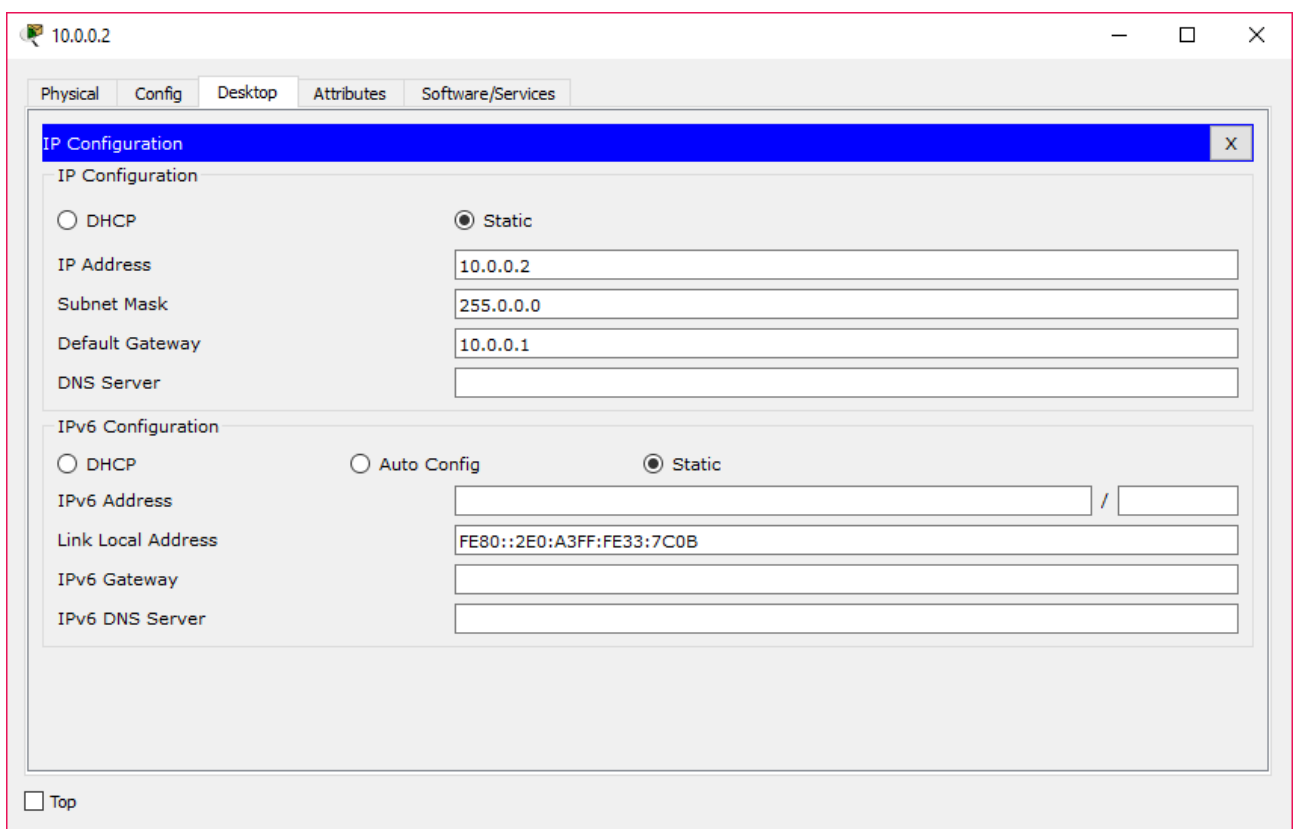 10.0.0.2
Physical Config Desktop Attributes Software/Services
IP Configuration X
IP Configuration
DHCP Static
IP Address 10.0.0.2
Subnet Mask 255.0.0.0
Default Gateway 10.0.0.1
DNS Server
IPv6 Configuration
DHCP Auto Config Static
IPv6 Address /
Link Local Address FE80::2E0:A3FF:FE33:7C0B
IPv6 Gateway
IPv6 DNS Server
Top